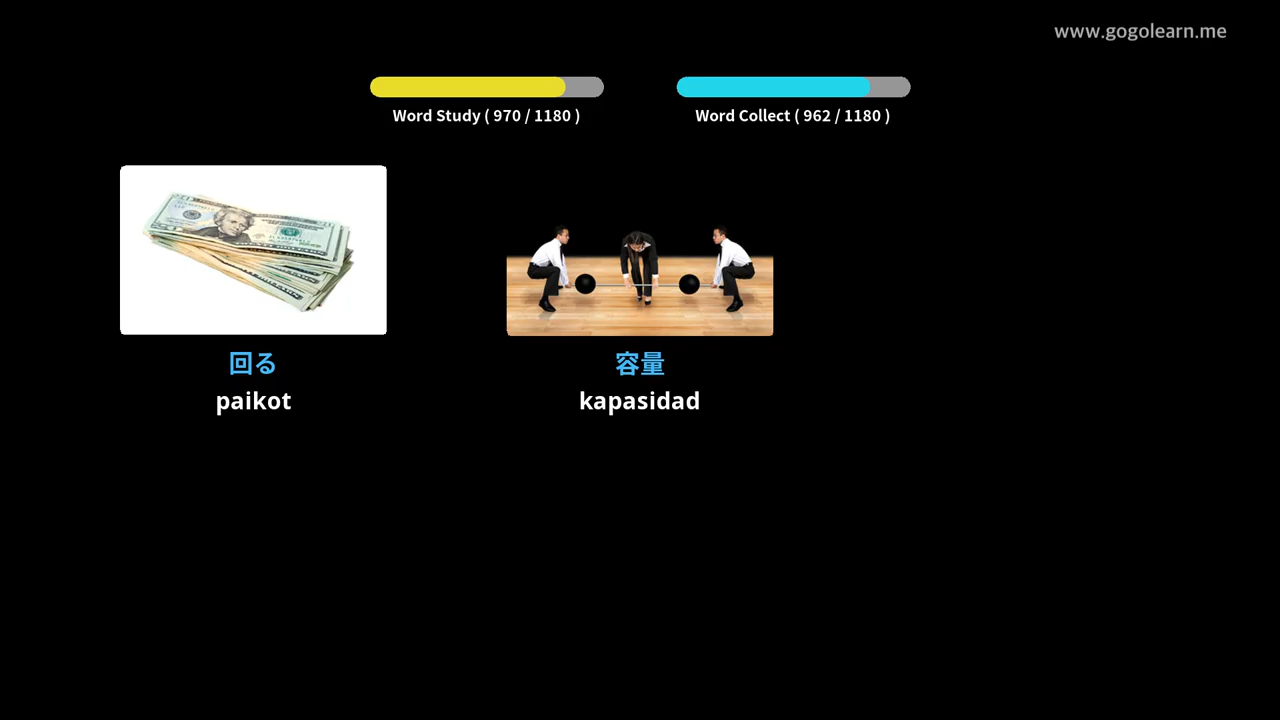 www.gogolearn.me
Word Study ( 970 / 1180 )
Word Collect ( 962 / 1180 )
回る
paikot
容量
kapasidad